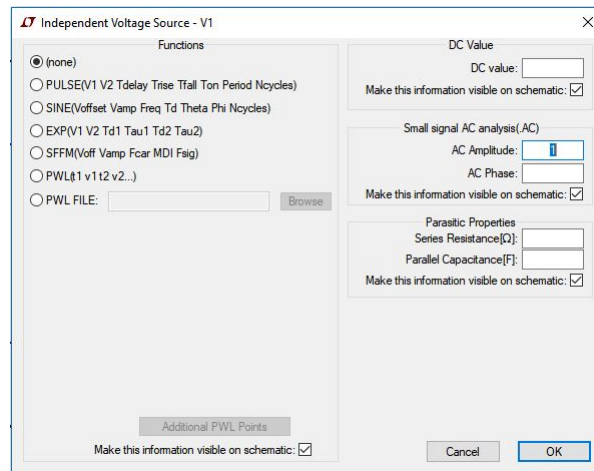 Independent Voltage Source - V1
Functions
(none)
PULSE(V1 V2 Tdelay Trise Tfall Ton Period Ncycles)
SINE(Voffset Vamp Freq Td Theta Phi Ncycles)
EXP(V1 V2 Td1 Tau1 Td2 Tau2)
SFFM(Voff Vamp Fcar MDI Fsig)
PWL(t1 v1 t2 v2...)
PWL FILE:
Browse
Additional PWL Points
Make this information visible on schematic:
DC Value
DC value:
Make this information visible on schematic:
Small signal AC analysis(.AC)
AC Amplitude: 1
AC Phase:
Make this information visible on schematic:
Parasitic Properties
Series Resistance[Ω]:
Parallel Capacitance[F]:
Make this information visible on schematic:
Cancel
OK